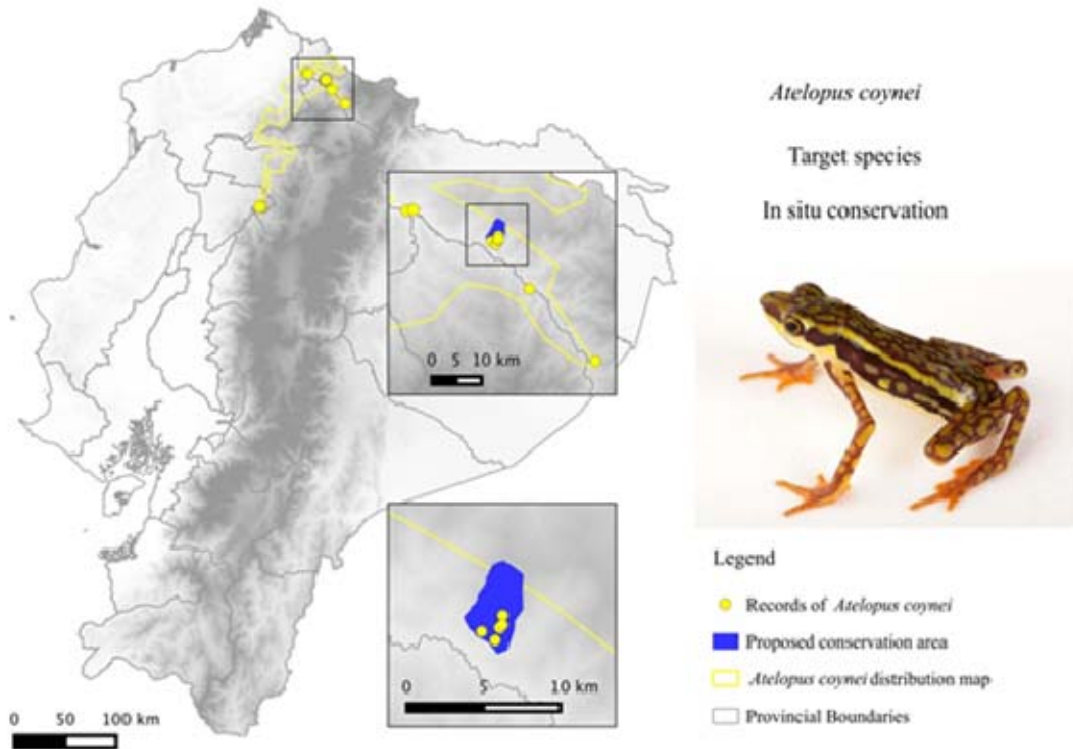 Atelopus coynei
Target species
In situ conservation
0 5 10 km
Legend
Records of Atelopus coynei
Proposed conservation area
Atelopus coynei distribution map
Provincial Boundaries
0 5 10 km
0 50 100 km